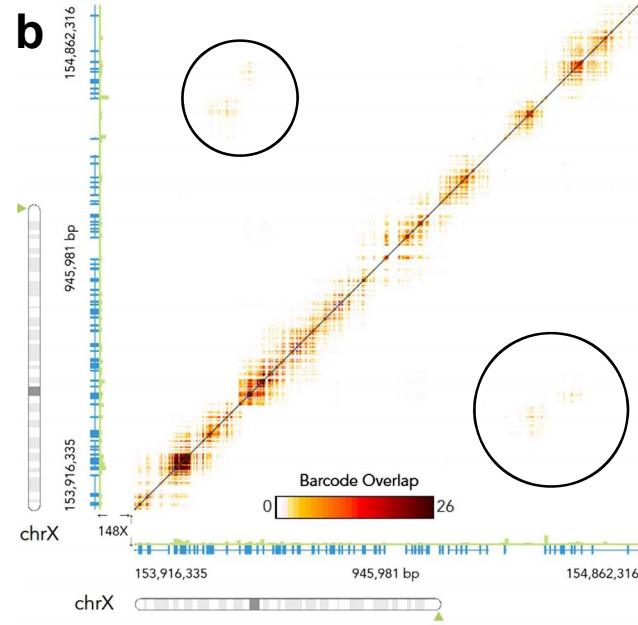 b
154,862,316
945,981 bp
153,916,335
chrX
148X
Barcode Overlap
0 26
153,916,335 945,981 bp 154,862,316
chrX